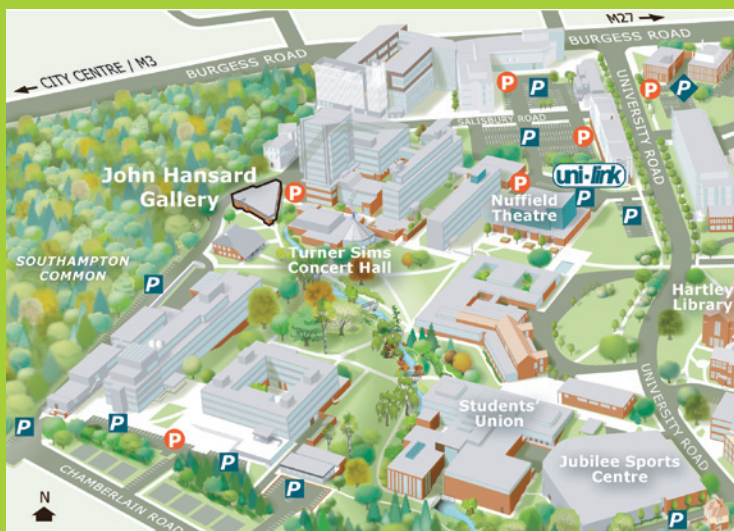 M27
BURGESS ROAD
CITY CENTRE / M3
BURGESS ROAD
P
P
P
P
SALISBURY ROAD
P
P
UNIVERSITY ROAD
John Hansard
Gallery
P
P
uni·link
P
P
Nuffield
Theatre
Turner Sims
Concert Hall
SOUTHAMPTON
COMMON
P
Hartley
Library
UNIVERSITY ROAD
Students'
Union
P
P
P
P
P
Jubilee Sports
Centre
CHAMBERLAIN ROAD
P
P
N